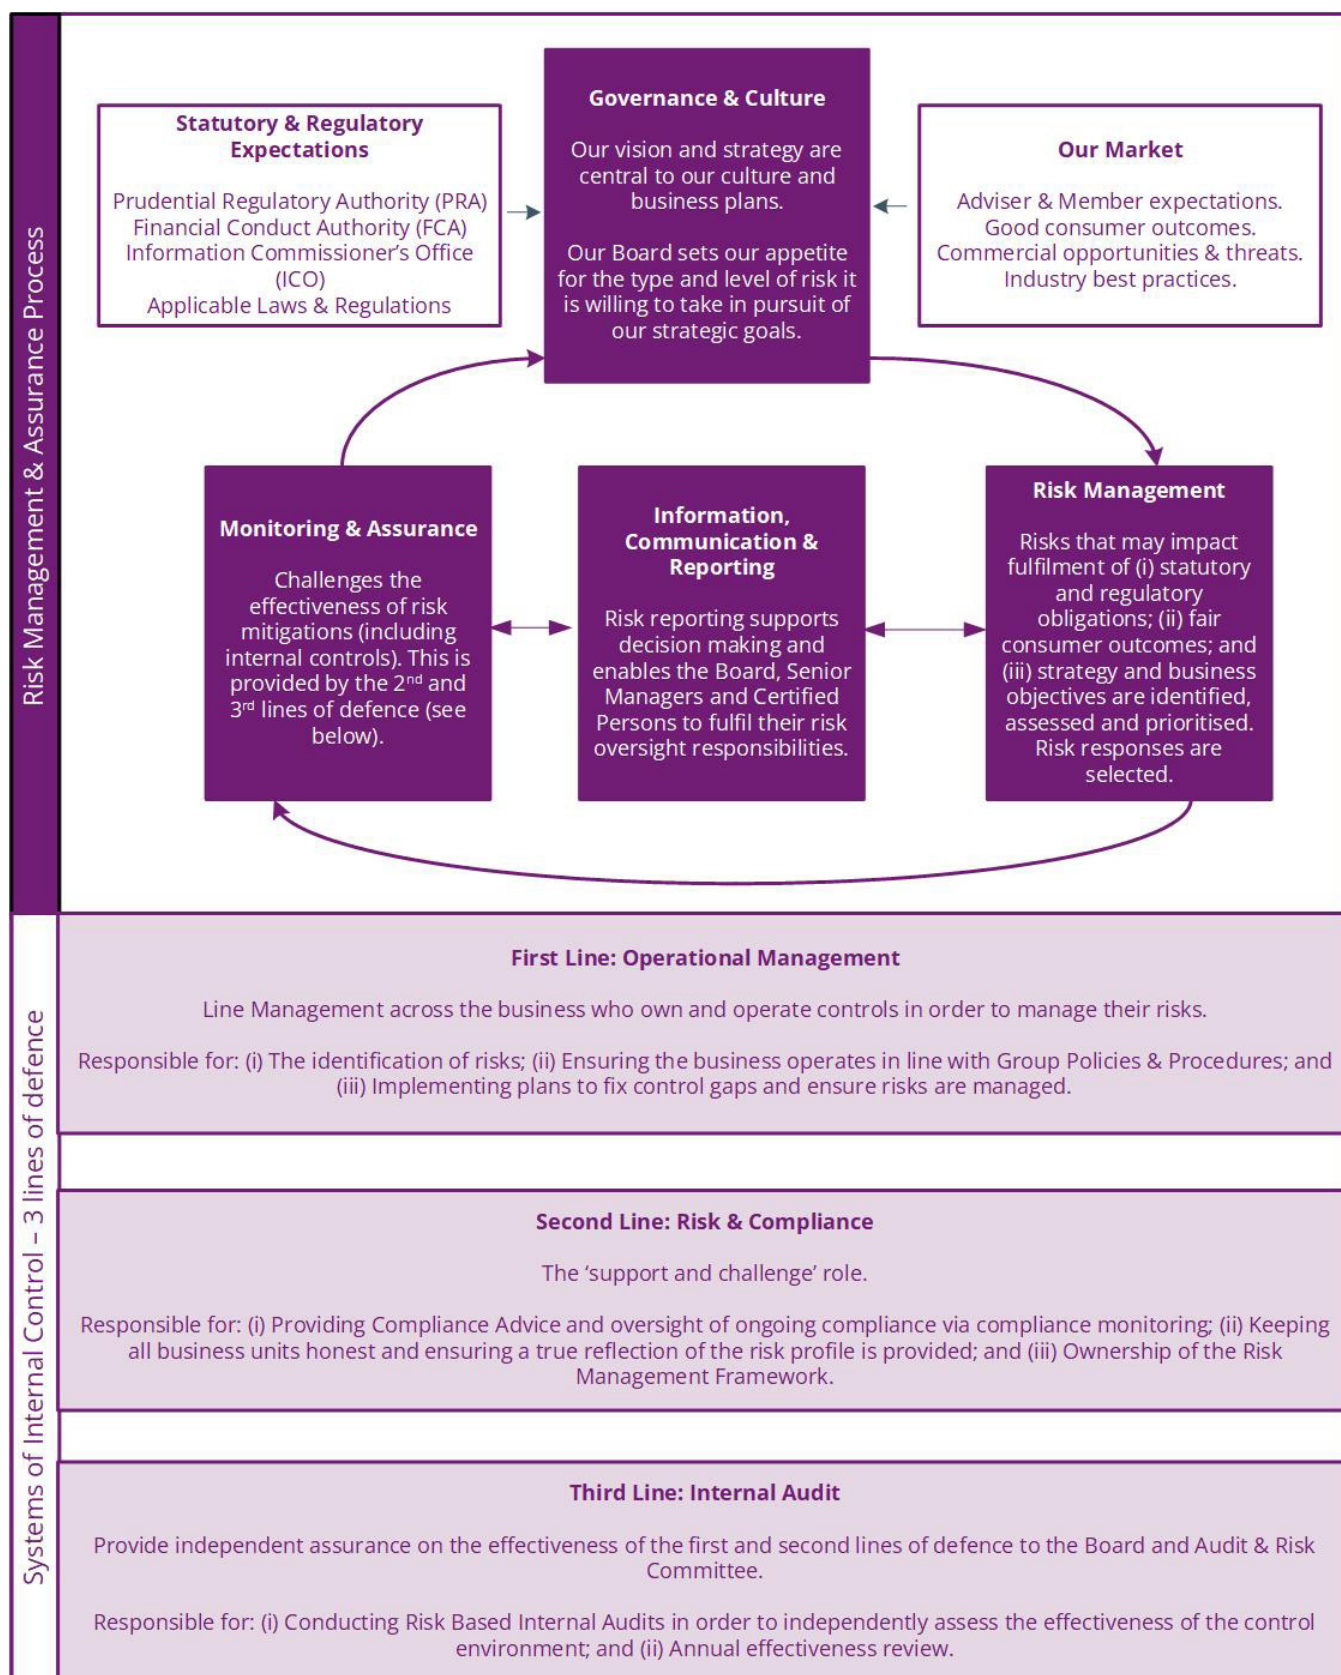 Risk Management & Assurance Process
Statutory & Regulatory
Expectations
Prudential Regulatory Authority (PRA)
Financial Conduct Authority (FCA)
Information Commissioner’s Office
(ICO)
Applicable Laws & Regulations
Governance & Culture
Our vision and strategy are
central to our culture and
business plans.
Our Board sets our appetite
for the type and level of risk it
is willing to take in pursuit of
our strategic goals.
Our Market
Adviser & Member expectations.
Good consumer outcomes.
Commercial opportunities & threats.
Industry best practices.
Monitoring & Assurance
Challenges the
effectiveness of risk
mitigations (including
internal controls). This is
provided by the 2nd and
3rd lines of defence (see
below).
Information,
Communication &
Reporting
Risk reporting supports
decision making and
enables the Board, Senior
Managers and Certified
Persons to fulfil their risk
oversight responsibilities.
Risk Management
Risks that may impact
fulfilment of (i) statutory
and regulatory
obligations; (ii) fair
consumer outcomes; and
(iii) strategy and business
objectives are identified,
assessed and prioritised.
Risk responses are
selected.
Systems of Internal Control – 3 lines of defence
First Line: Operational Management
Line Management across the business who own and operate controls in order to manage their risks.
Responsible for: (i) The identification of risks; (ii) Ensuring the business operates in line with Group Policies & Procedures; and
(iii) Implementing plans to fix control gaps and ensure risks are managed.
Second Line: Risk & Compliance
The ‘support and challenge’ role.
Responsible for: (i) Providing Compliance Advice and oversight of ongoing compliance via compliance monitoring; (ii) Keeping
all business units honest and ensuring a true reflection of the risk profile is provided; and (iii) Ownership of the Risk
Management Framework.
Third Line: Internal Audit
Provide independent assurance on the effectiveness of the first and second lines of defence to the Board and Audit & Risk
Committee.
Responsible for: (i) Conducting Risk Based Internal Audits in order to independently assess the effectiveness of the control
environment; and (ii) Annual effectiveness review.